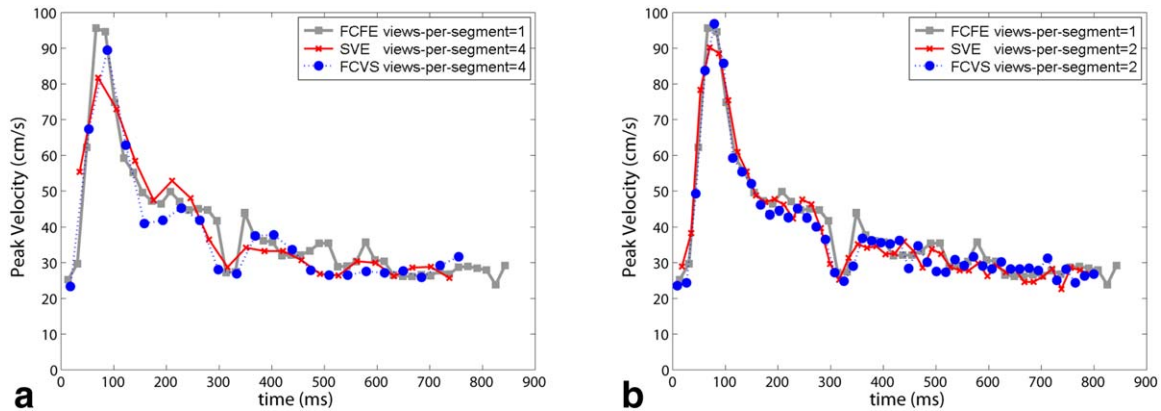 100
90
80
70
60
50
40
30
20
10
0
Peak Velocity (cm/s)
FCFE views-per-segment=1
SVE views-per-segment=4
FCVS views-per-segment=4
0 100 200 300 400 500 600 700 800 900
time (ms)
a
100
90
80
70
60
50
40
30
20
10
0
Peak Velocity (cm/s)
FCFE views-per-segment=1
SVE views-per-segment=2
FCVS views-per-segment=2
0 100 200 300 400 500 600 700 800 900
time (ms)
b